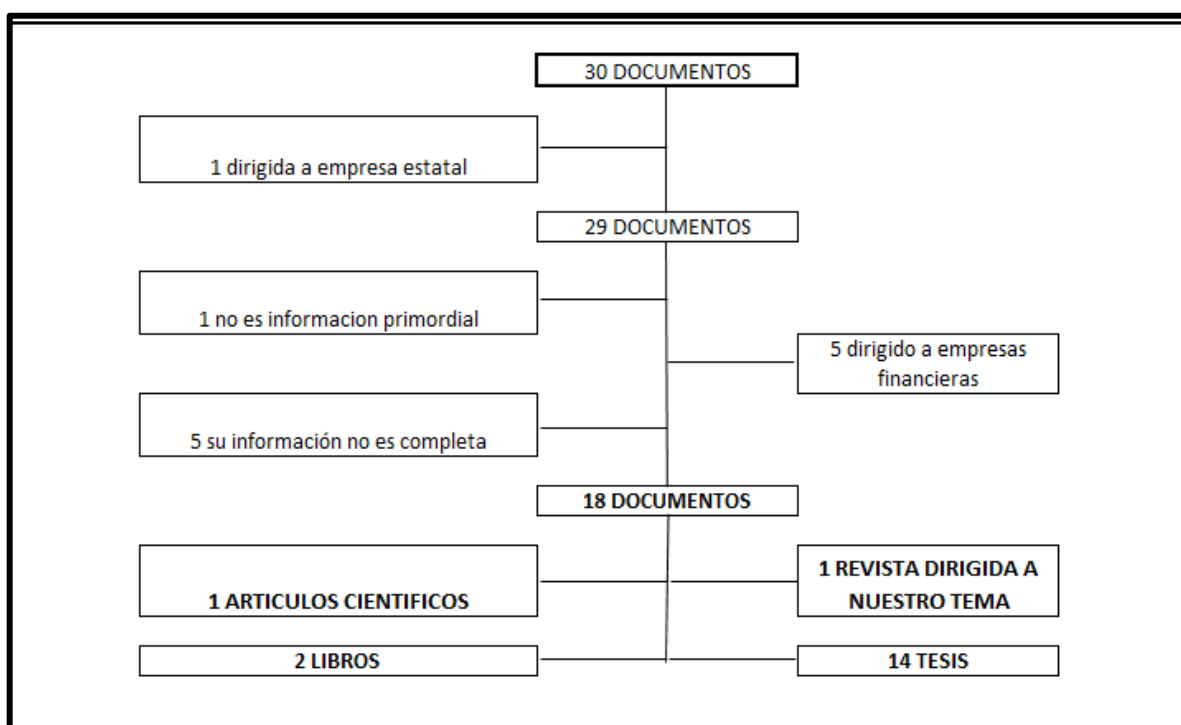 30 DOCUMENTOS
1 dirigida a empresa estatal
29 DOCUMENTOS
1 no es informacion primordial
5 dirigido a empresas
financieras
5 su información no es completa
18 DOCUMENTOS
1 ARTICULOS CIENTIFICOS
1 REVISTA DIRIGIDA A
NUESTRO TEMA
2 LIBROS
14 TESIS